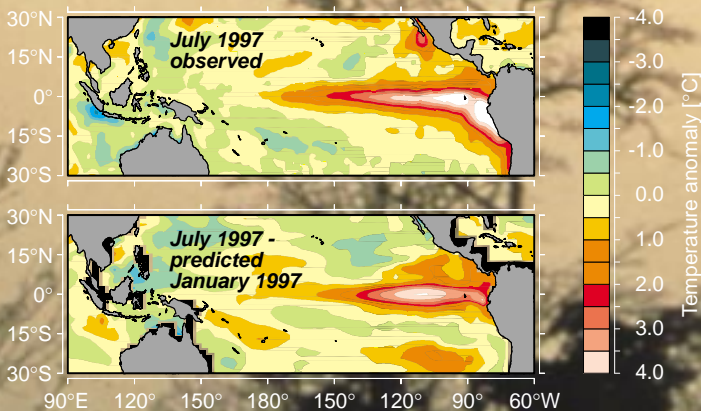 30°N
15°N
0°
15°S
30°S
July 1997
observed
30°N
15°N
0°
15°S
30°S
July 1997 -
predicted
January 1997
90°E 120° 150° 180° 150° 120° 90° 60°W
-4.0
-3.0
-2.0
-1.0
0.0
1.0
2.0
3.0
4.0
Temperature anomaly [°C]